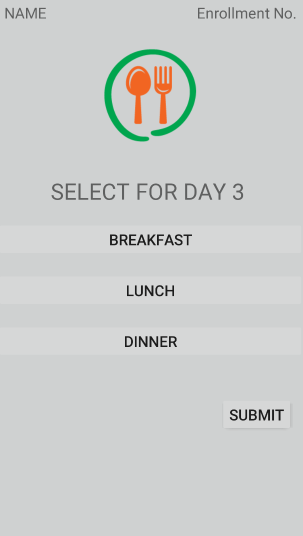 NAME Enrollment No.
SELECT FOR DAY 3
BREAKFAST
LUNCH
DINNER
SUBMIT